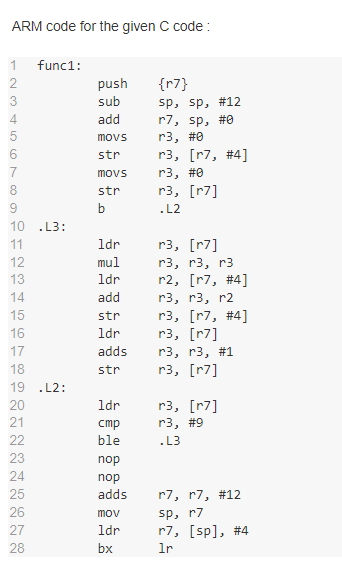 ARM code for the given C code :
1 func1:
2 push {r7}
3 sub sp, sp, #12
4 add r7, sp, #0
5 movs r3, #0
6 str r3, [r7, #4]
7 movs r3, #0
8 str r3, [r7]
9 b .L2
10 .L3:
11 ldr r3, [r7]
12 mul r3, r3, r3
13 ldr r2, [r7, #4]
14 add r3, r3, r2
15 str r3, [r7, #4]
16 ldr r3, [r7]
17 adds r3, r3, #1
18 str r3, [r7]
19 .L2:
20 ldr r3, [r7]
21 cmp r3, #9
22 ble .L3
23 nop
24 nop
25 adds r7, r7, #12
26 mov sp, r7
27 ldr r7, [sp], #4
28 bx lr